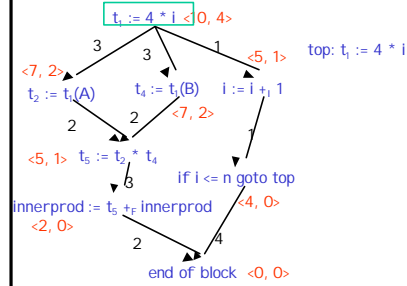 t₁ := 4 * i <10, 4>
3
3
1
<5, 1>
top: t₁ := 4 * i
<7, 2>
t₂ := t₁(A)
t₄ := t₁(B)
i := i +ᵢ 1
<7, 2>
2
2
1
<5, 1>
t₅ := t₂ * t₄
3
if i <= n goto top
innerprod := t₅ +F innerprod
<4, 0>
<2, 0>
2
4
end of block <0, 0>